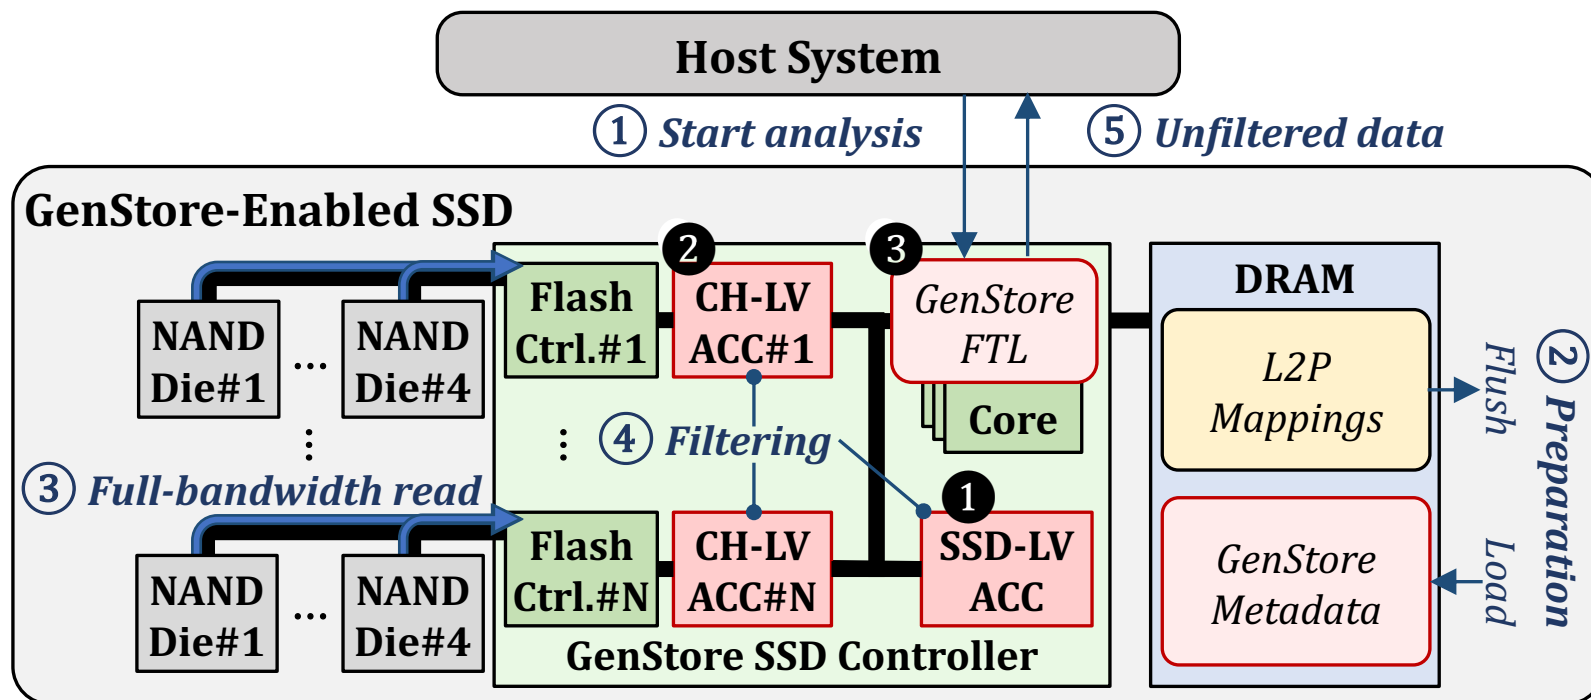 Host System
① Start analysis
⑤ Unfiltered data
GenStore-Enabled SSD
❷
❸
NAND
Die#1
...
NAND
Die#4
Flash
Ctrl.#1
CH-LV
ACC#1
GenStore
FTL
Core
DRAM
L2P
Mappings
Flush
② Preparation
④ Filtering
③ Full-bandwidth read
❶
NAND
Die#1
...
NAND
Die#4
Flash
Ctrl.#N
CH-LV
ACC#N
SSD-LV
ACC
GenStore
Metadata
Load
GenStore SSD Controller